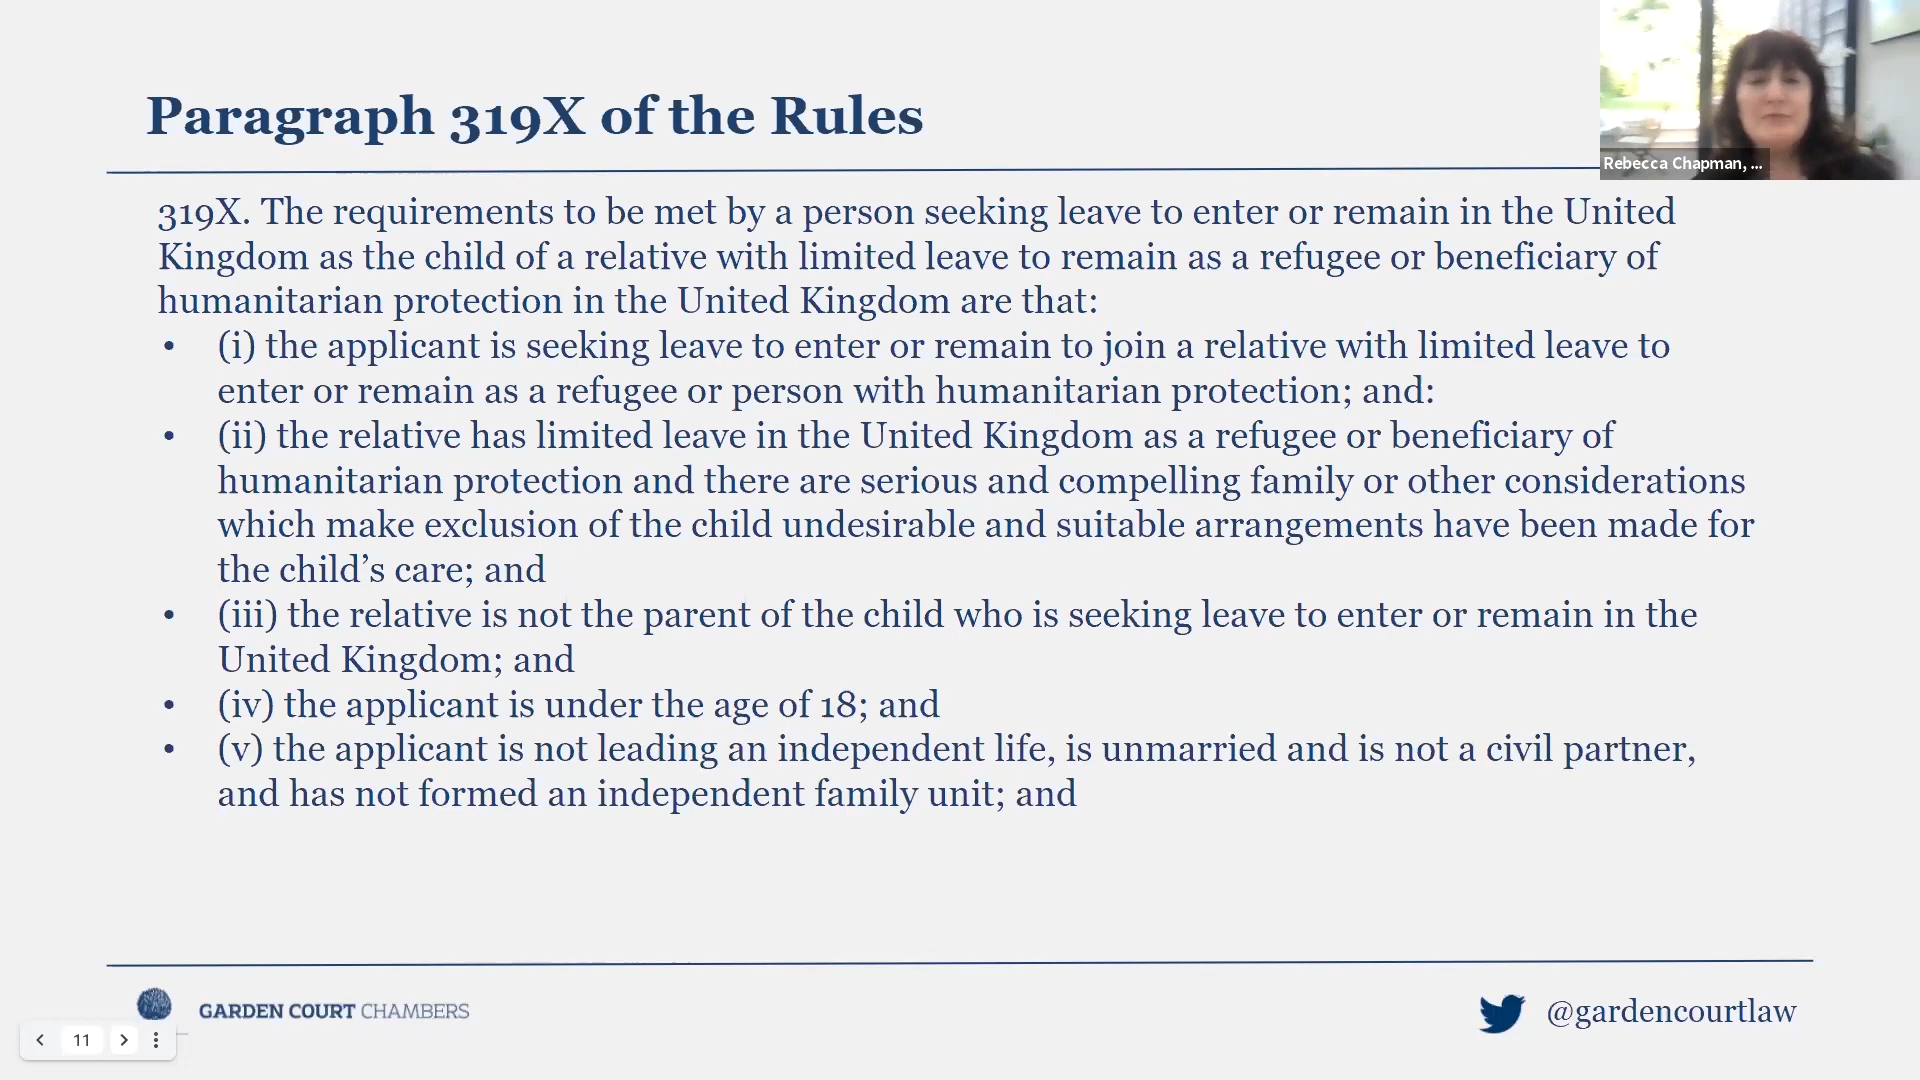 Paragraph 319X of the Rules
Rebecca Chapman, ...
319X. The requirements to be met by a person seeking leave to enter or remain in the United
Kingdom as the child of a relative with limited leave to remain as a refugee or beneficiary of
humanitarian protection in the United Kingdom are that:
• (i) the applicant is seeking leave to enter or remain to join a relative with limited leave to
enter or remain as a refugee or person with humanitarian protection; and:
• (ii) the relative has limited leave in the United Kingdom as a refugee or beneficiary of
humanitarian protection and there are serious and compelling family or other considerations
which make exclusion of the child undesirable and suitable arrangements have been made for
the child’s care; and
• (iii) the relative is not the parent of the child who is seeking leave to enter or remain in the
United Kingdom; and
• (iv) the applicant is under the age of 18; and
• (v) the applicant is not leading an independent life, is unmarried and is not a civil partner,
and has not formed an independent family unit; and
GARDEN COURT CHAMBERS
@gardencourtlaw
11